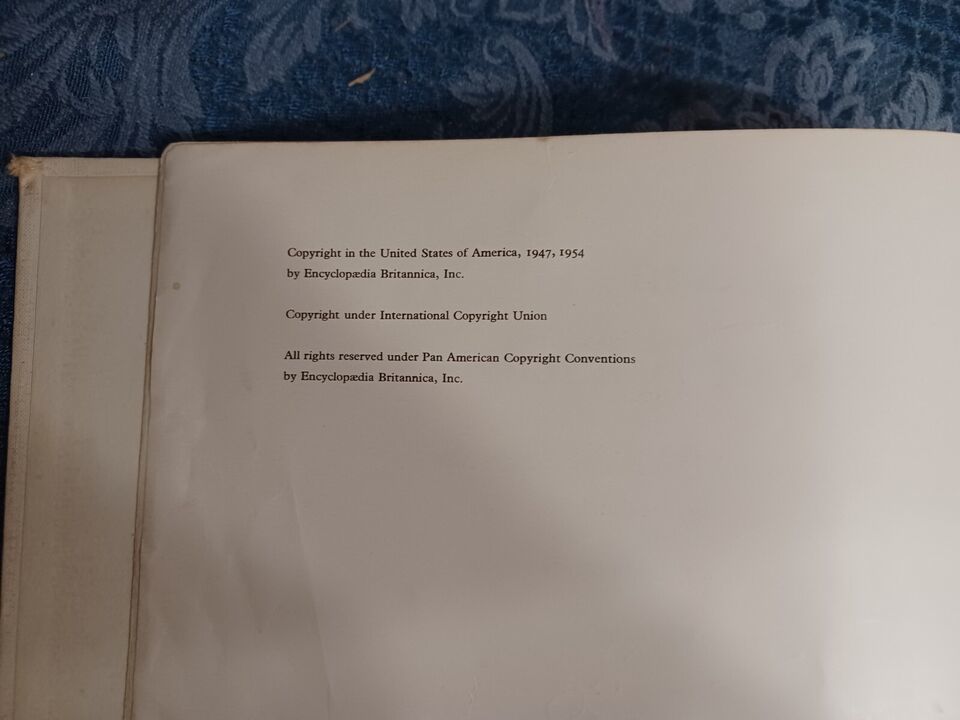 Copyright in the United States of America, 1947, 1954
by Encyclopædia Britannica, Inc.
Copyright under International Copyright Union
All rights reserved under Pan American Copyright Conventions
by Encyclopædia Britannica, Inc.